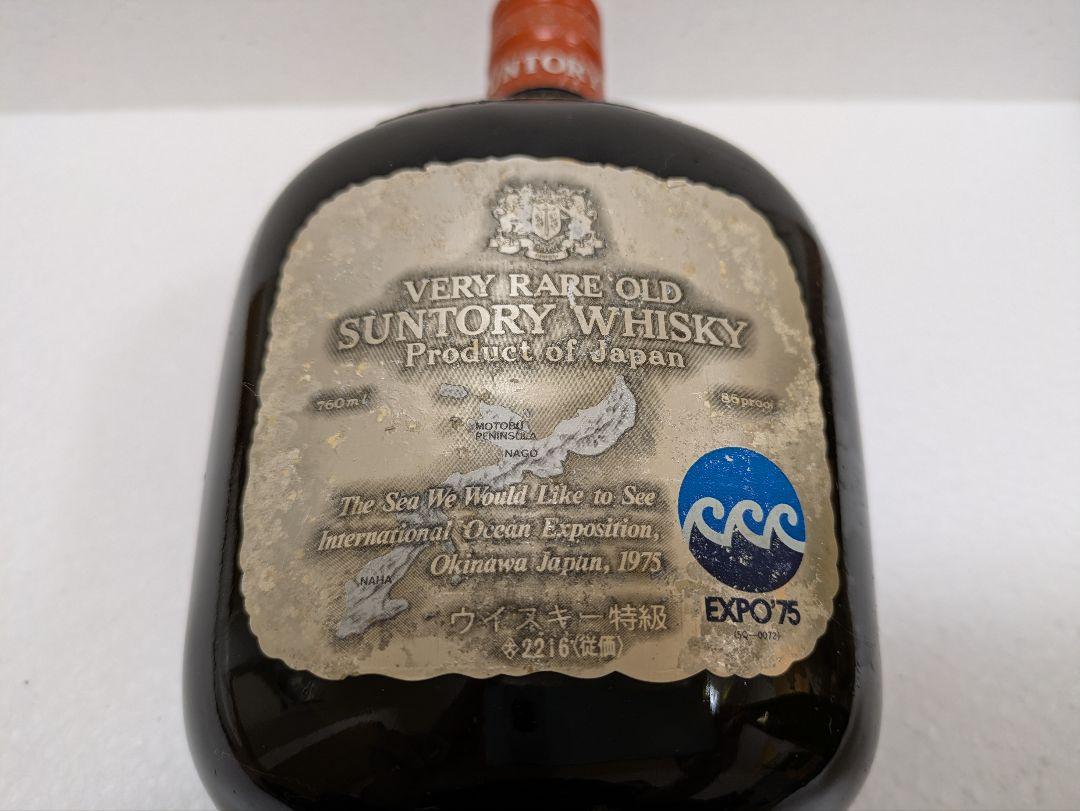 SUNTORY
VERY RARE OLD
SUNTORY WHISKY
Product of Japan
760ml
86proof
MOTOBU
PENINSULA
NAGO
The Sea We Would Like to See
International Ocean Exposition,
Okinawa Japan, 1975
NAHA
EXPO'75
(SQ-0072)
ウイスキー特級
2216〈従価〉